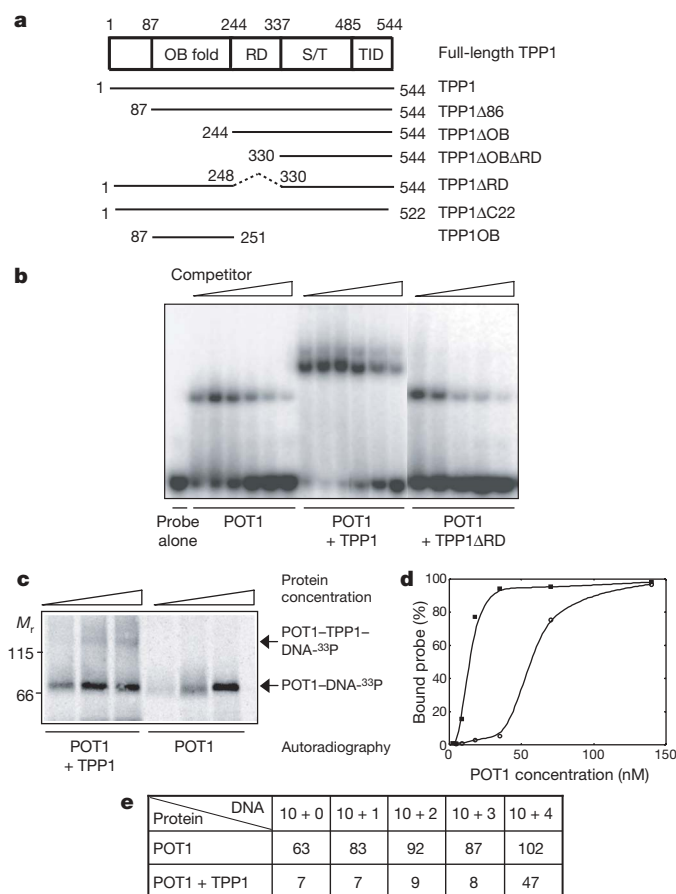 a
1 87 244 337 485 544
OB fold RD S/T TID Full-length TPP1
1 544 TPP1
87 544 TPP1Δ86
244 544 TPP1ΔOB
330 544 TPP1ΔOBΔRD
1 248 330 544 TPP1ΔRD
1 522 TPP1ΔC22
87 251 TPP1OB
b
Competitor
Probe alone
POT1
POT1 + TPP1
POT1 + TPP1ΔRD
c
Protein concentration
Mr
115
66
POT1–TPP1–
DNA-³³P
POT1–DNA-³³P
POT1 + TPP1
POT1
Autoradiography
d
Bound probe (%)
100
80
60
40
20
0
0 50 100 150
POT1 concentration (nM)
e
Protein DNA 10 + 0 10 + 1 10 + 2 10 + 3 10 + 4
POT1 63 83 92 87 102
POT1 + TPP1 7 7 9 8 47